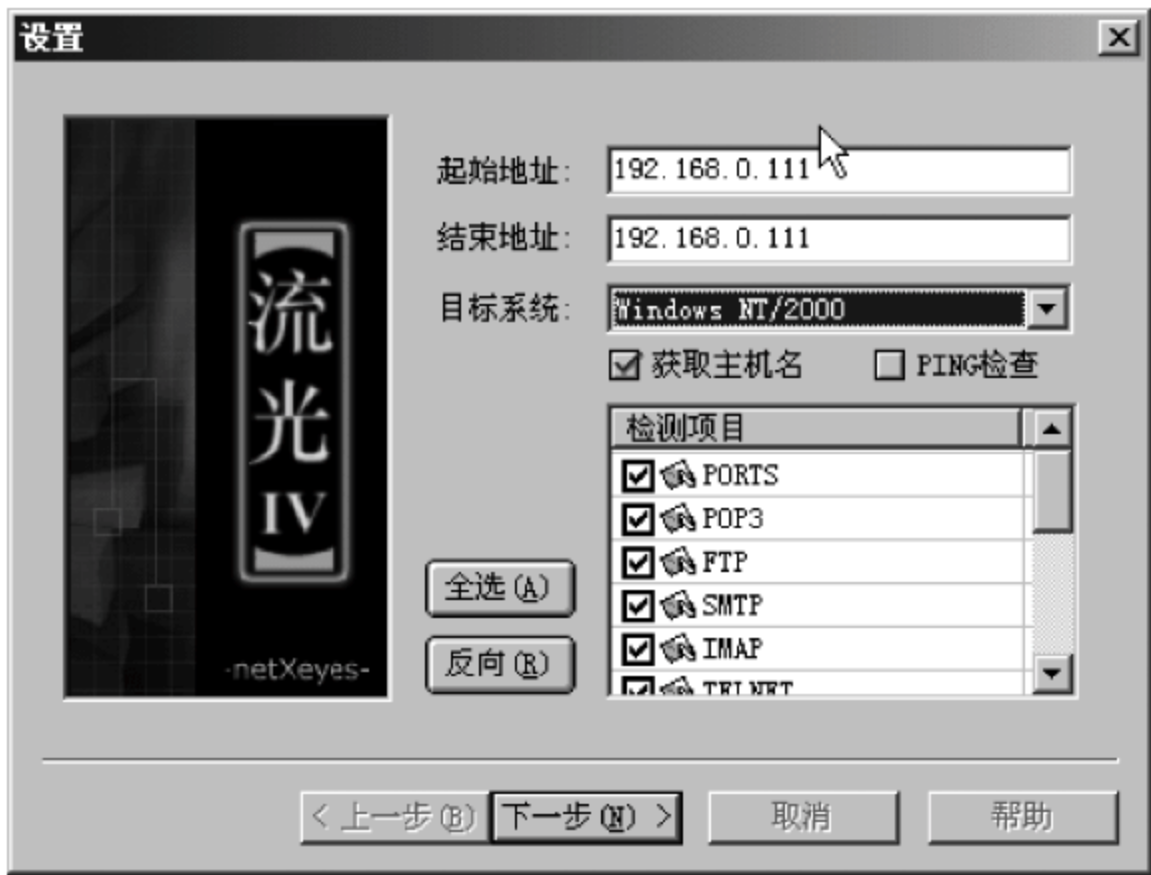 设置
起始地址:
192.168.0.111
结束地址:
192.168.0.111
目标系统:
Windows NT/2000
获取主机名
PING检查
检测项目
PORTS
POP3
FTP
SMTP
IMAP
TELNET
全选(A)
反向(R)
流
光
IV
-netXeyes-
< 上一步(B)
下一步(N) >
取消
帮助